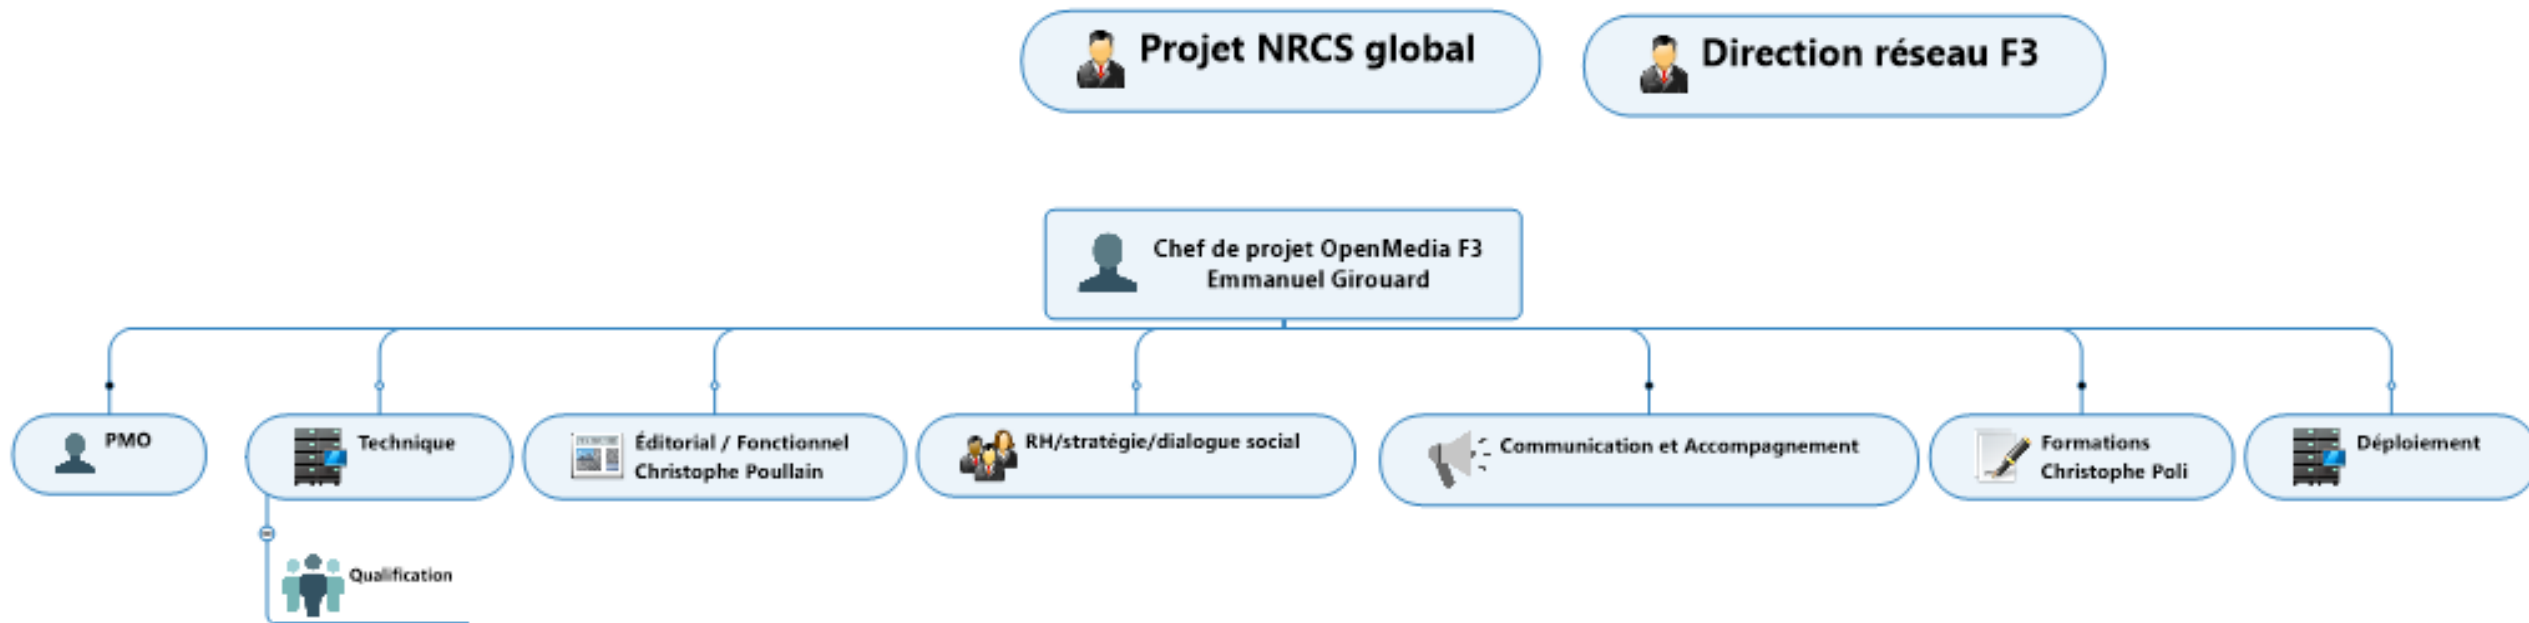 Projet NRCS global
Direction réseau F3
Chef de projet OpenMedia F3
Emmanuel Girouard
PMO
Technique
Éditorial / Fonctionnel
Christophe Poullain
RH/stratégie/dialogue social
Communication et Accompagnement
Formations
Christophe Poli
Déploiement
Qualification